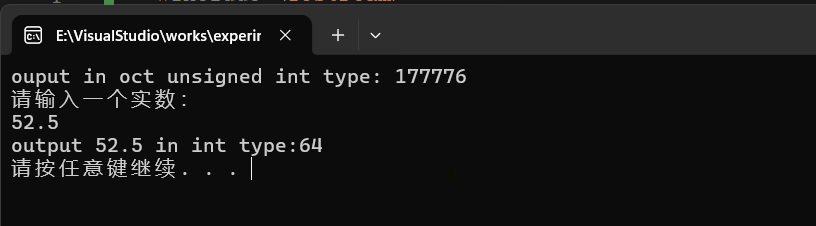 E:\VisualStudio\works\experir
ouput in oct unsigned int type: 177776
请输入一个实数:
52.5
output 52.5 in int type:64
请按任意键继续. . .